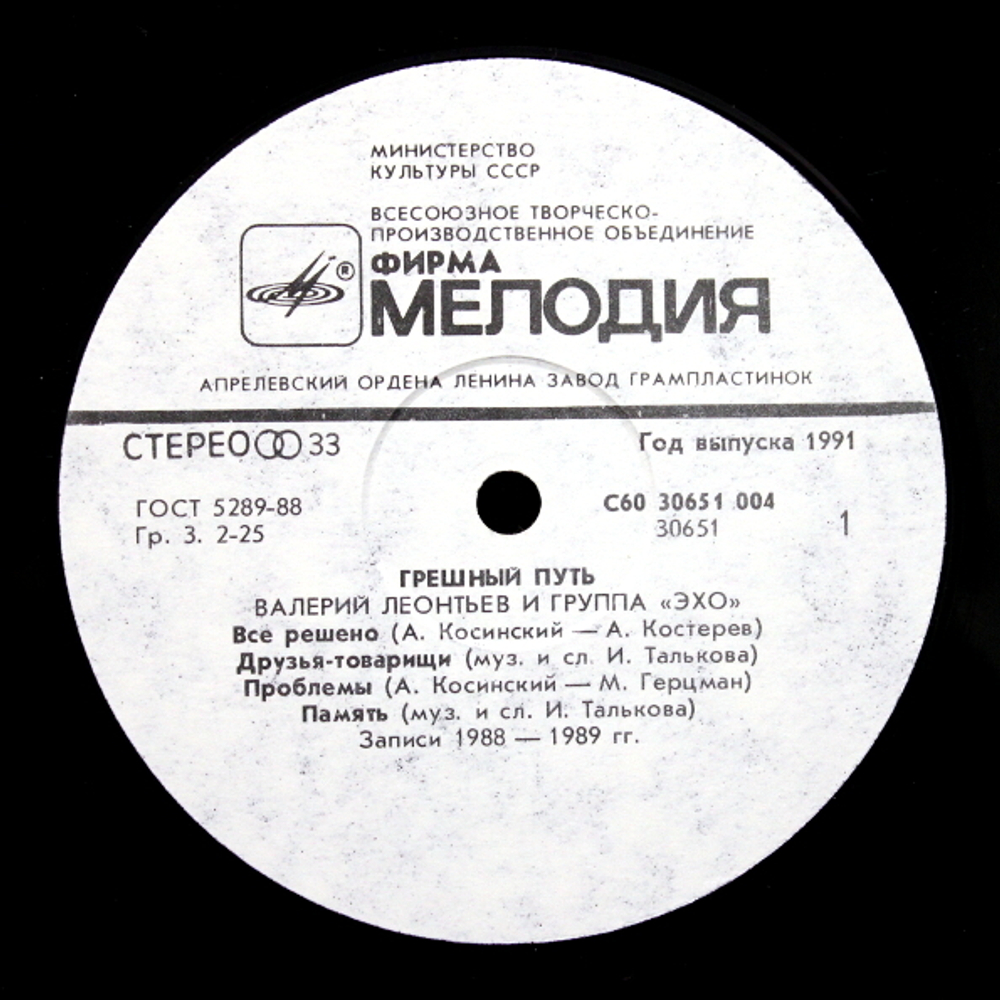 МИНИСТЕРСТВО
КУЛЬТУРЫ СССР
ВСЕСОЮЗНОЕ ТВОРЧЕСКО-
ПРОИЗВОДСТВЕННОЕ ОБЪЕДИНЕНИЕ
ФИРМА
®
МЕЛОДИЯ
АПРЕЛЕВСКИЙ ОРДЕНА ЛЕНИНА ЗАВОД ГРАМПЛАСТИНОК
СТЕРЕО 33
Год выпуска 1991
ГОСТ 5289-88
Гр. 3. 2-25
С60 30651 004
30651
1
ГРЕШНЫЙ ПУТЬ
ВАЛЕРИЙ ЛЕОНТЬЕВ И ГРУППА «ЭХО»
Все решено (А. Косинский — А. Костерев)
Друзья-товарищи (муз. и сл. И. Талькова)
Проблемы (А. Косинский — М. Герцман)
Память (муз. и сл. И. Талькова)
Записи 1988 — 1989 гг.